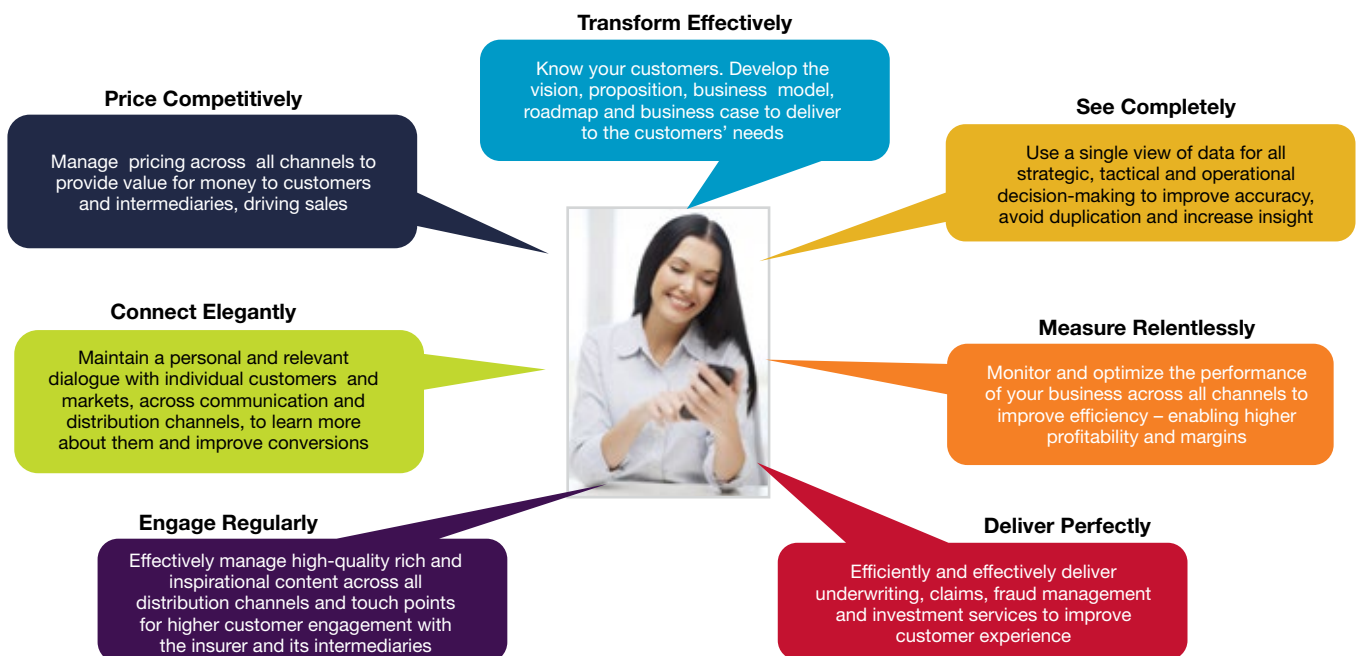 Transform Effectively
Know your customers. Develop the
vision, proposition, business model,
roadmap and business case to deliver
to the customers’ needs
Price Competitively
Manage pricing across all channels to
provide value for money to customers
and intermediaries, driving sales
See Completely
Use a single view of data for all
strategic, tactical and operational
decision-making to improve accuracy,
avoid duplication and increase insight
Connect Elegantly
Maintain a personal and relevant
dialogue with individual customers and
markets, across communication and
distribution channels, to learn more
about them and improve conversions
Measure Relentlessly
Monitor and optimize the performance
of your business across all channels to
improve efficiency – enabling higher
profitability and margins
Engage Regularly
Effectively manage high-quality rich and
inspirational content across all
distribution channels and touch points
for higher customer engagement with
the insurer and its intermediaries
Deliver Perfectly
Efficiently and effectively deliver
underwriting, claims, fraud management
and investment services to improve
customer experience